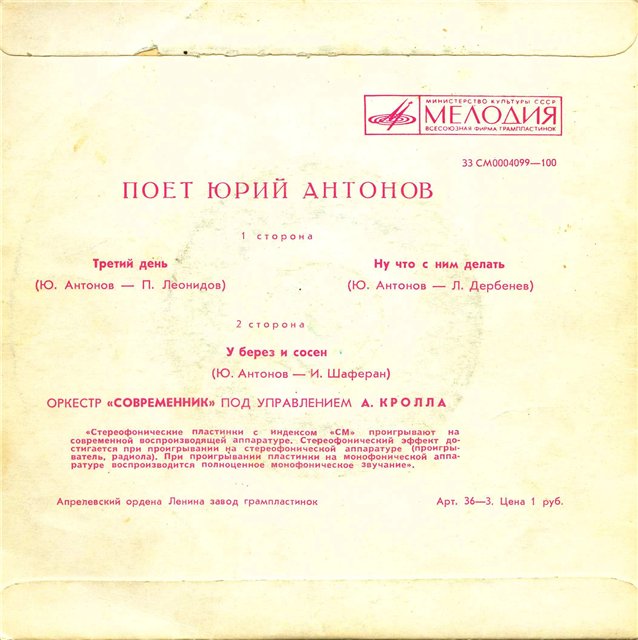 МИНИСТЕРСТВО КУЛЬТУРЫ СССР
МЕЛОДИЯ
ВСЕСОЮЗНАЯ ФИРМА ГРАМПЛАСТИНОК
33 СМ0004099—100
ПОЕТ ЮРИЙ АНТОНОВ
1 сторона
Третий день
Ну что с ним делать
(Ю. Антонов — П. Леонидов)
(Ю. Антонов — Л. Дербенев)
2 сторона
У берез и сосен
(Ю. Антонов — И. Шаферан)
ОРКЕСТР «СОВРЕМЕННИК» ПОД УПРАВЛЕНИЕМ А. КРОЛЛА
«Стереофонические пластинки с индексом «СМ» проигрывают на
современной воспроизводящей аппаратуре. Стереофонический эффект до-
стигается при проигрывании на стереофонической аппаратуре (проигры-
ватель, радиола). При проигрывании пластинки на монофонической аппа-
ратуре воспроизводится полноценное монофоническое звучание».
Апрелевский ордена Ленина завод грампластинок
Арт. 36—3. Цена 1 руб.